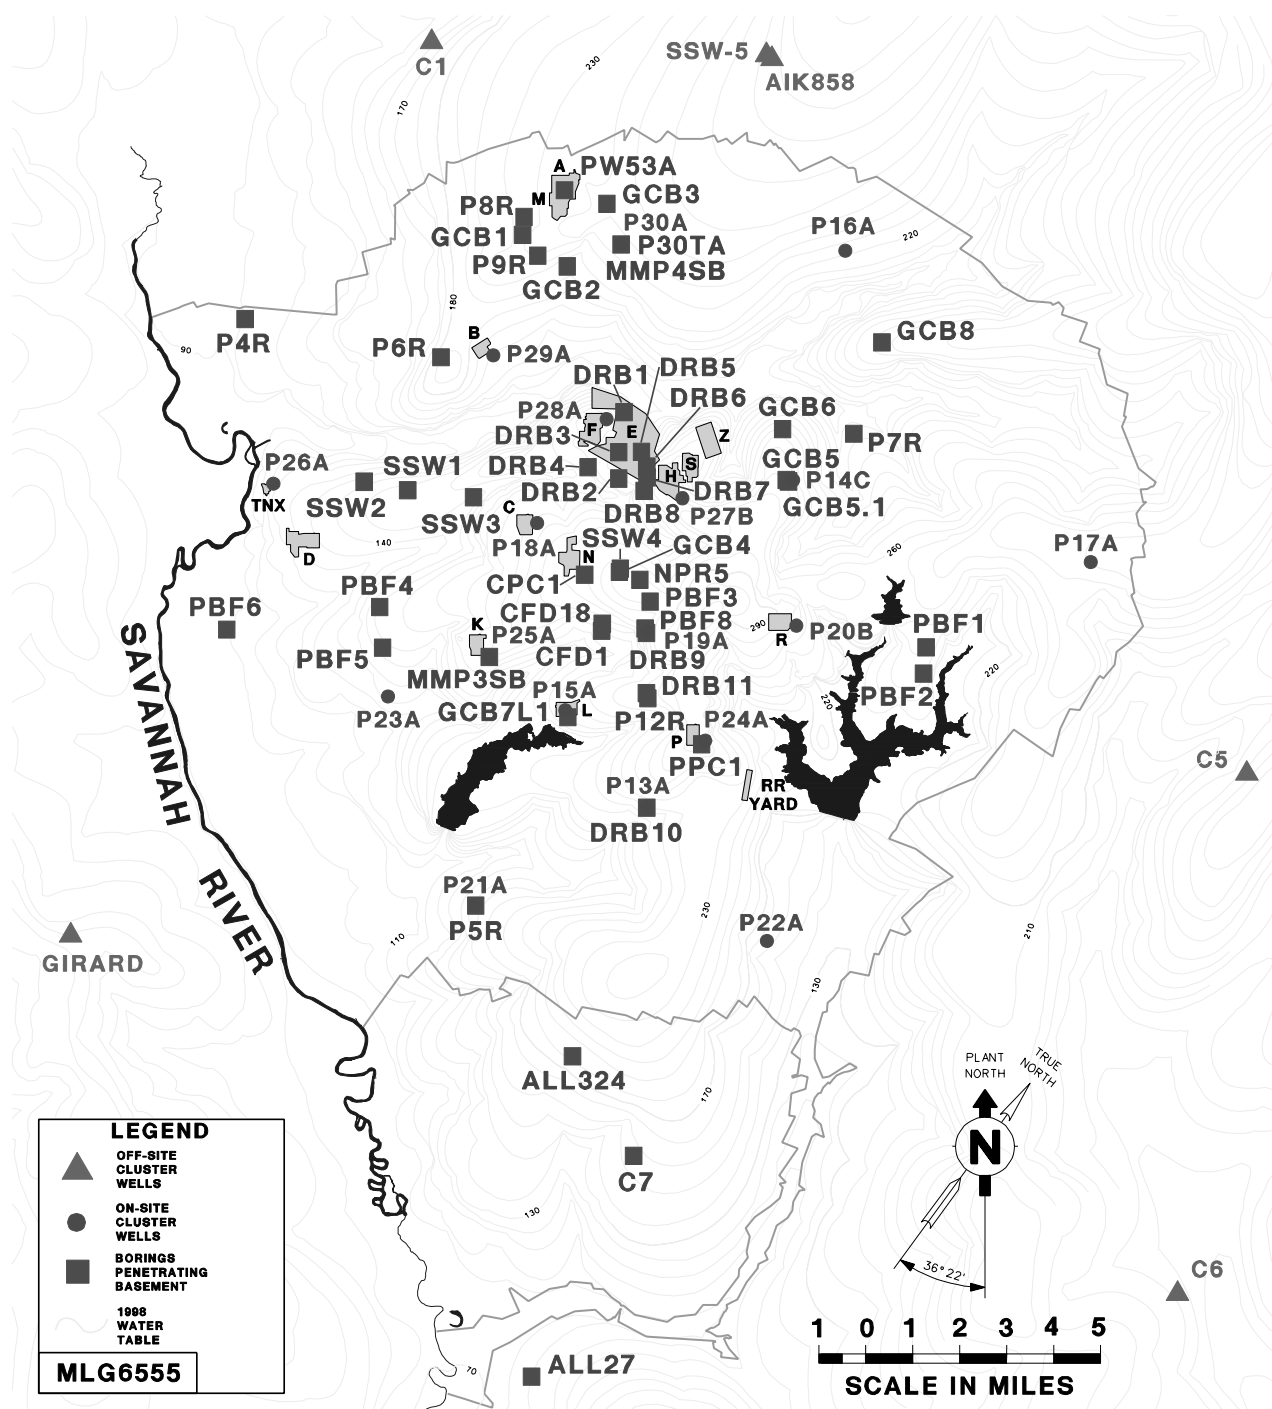 C1
SSW-5
AIK858
230
170
A
PW53A
M
GCB3
P8R
P30A
GCB1
P30TA
P9R
MMP4SB
GCB2
P16A
220
180
P4R
90
B
P6R
P29A
GCB8
DRB1
DRB5
DRB6
P28A
F
E
Z
DRB3
GCB6
P7R
P26A
SSW1
DRB4
S
H
GCB5
P14C
TNX
SSW2
DRB2
DRB7
GCB5.1
SSW3
C
DRB8
P27B
D
140
P18A
SSW4
N
GCB4
260
P17A
CPC1
NPR5
PBF4
PBF3
PBF6
K
CFD18
PBF8
290
P20B
PBF1
P25A
P19A
R
PBF5
CFD1
DRB9
220
MMP3SB
P15A
DRB11
PBF2
220
P23A
GCB7L1
L
P12R
P24A
P
C5
PPC1
P13A
RR
YARD
DRB10
SAVANNAH
RIVER
P21A
230
P22A
P5R
110
210
GIRARD
130
ALL324
170
PLANT
NORTH
TRUE
NORTH
N
C7
130
36° 22'
C6
LEGEND
OFF-SITE
CLUSTER
WELLS
ON-SITE
CLUSTER
WELLS
BORINGS
PENETRATING
BASEMENT
1998
WATER
TABLE
MLG6555
70
ALL27
1 0 1 2 3 4 5
SCALE IN MILES